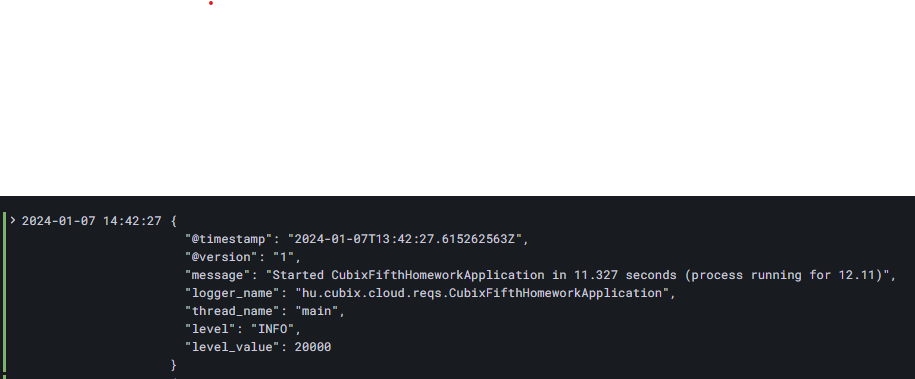 2024-01-07 14:42:27 {
"@timestamp": "2024-01-07T13:42:27.615262563Z",
"@version": "1",
"message": "Started CubixFifthHomeworkApplication in 11.327 seconds (process running for 12.11)",
"logger_name": "hu.cubix.cloud.reqs.CubixFifthHomeworkApplication",
"thread_name": "main",
"level": "INFO",
"level_value": 20000
}